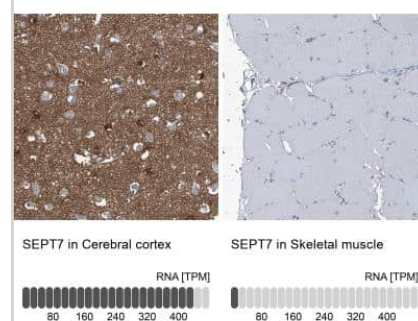 SEPT7 in Cerebral cortex
RNA [TPM]
80 160 240 320 400
SEPT7 in Skeletal muscle
RNA [TPM]
80 160 240 320 400